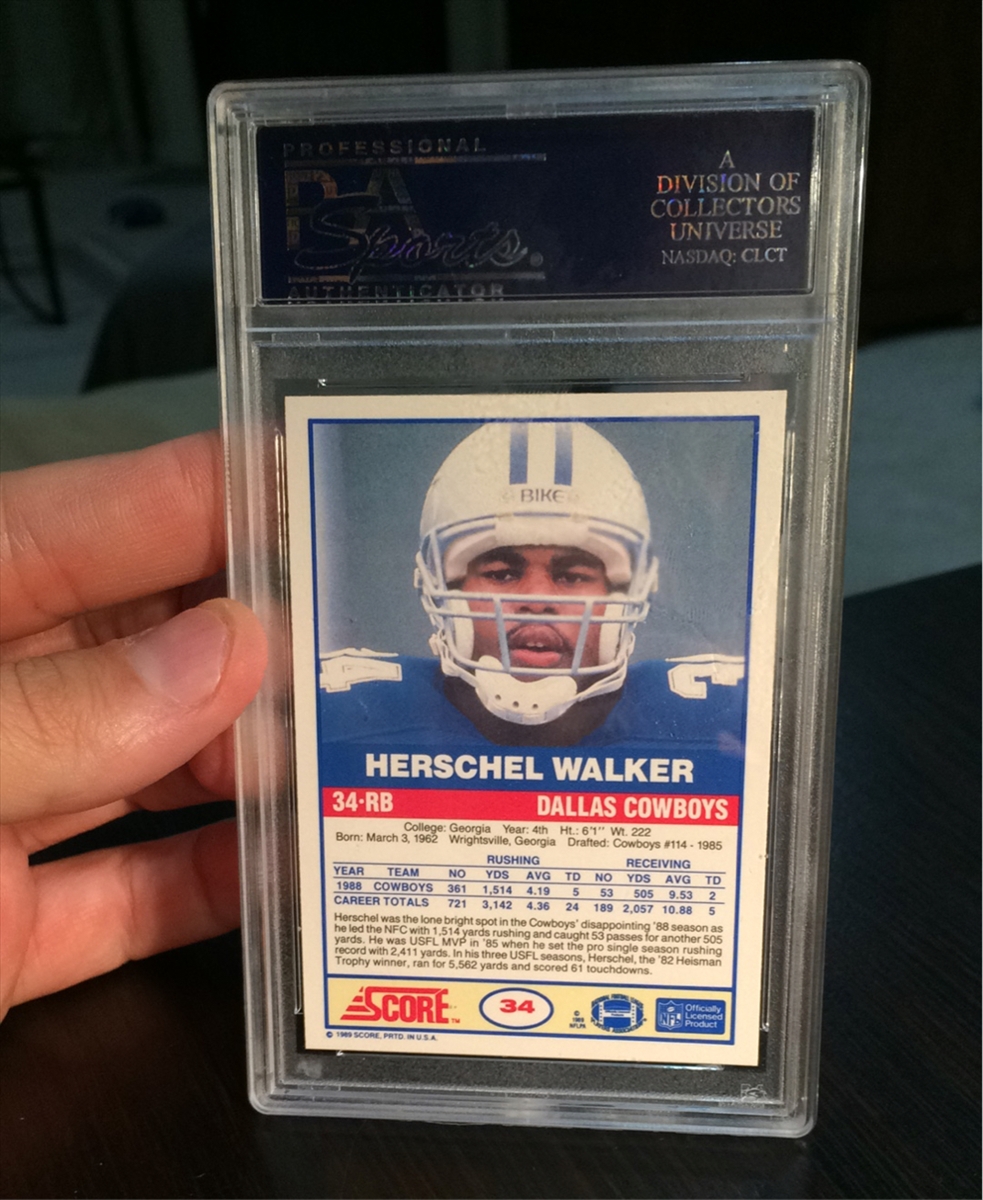 PROFESSIONAL
PSA
Sports.
AUTHENTICATOR
A
DIVISION OF
COLLECTORS
UNIVERSE
NASDAQ: CLCT
BIKE
HERSCHEL WALKER
34·RB DALLAS COWBOYS
College: Georgia Year: 4th Ht.: 6'1'' Wt. 222
Born: March 3, 1962 Wrightsville, Georgia Drafted: Cowboys #114 - 1985
RUSHING RECEIVING
YEAR TEAM NO YDS AVG TD NO YDS AVG TD
1988 COWBOYS 361 1,514 4.19 5 53 505 9.53 2
CAREER TOTALS 721 3,142 4.36 24 189 2,057 10.88 5
Herschel was the lone bright spot in the Cowboys' disappointing '88 season as
he led the NFC with 1,514 yards rushing and caught 53 passes for another 505
yards. He was USFL MVP in '85 when he set the pro single season rushing
record with 2,411 yards. In his three USFL seasons, Herschel, the '82 Heisman
Trophy winner, ran for 5,562 yards and scored 61 touchdowns.
SCORE™
34
©
1989
NFLPA
NFL
Officially
Licensed
Product
© 1989 SCORE, PRTD. IN U.S.A.